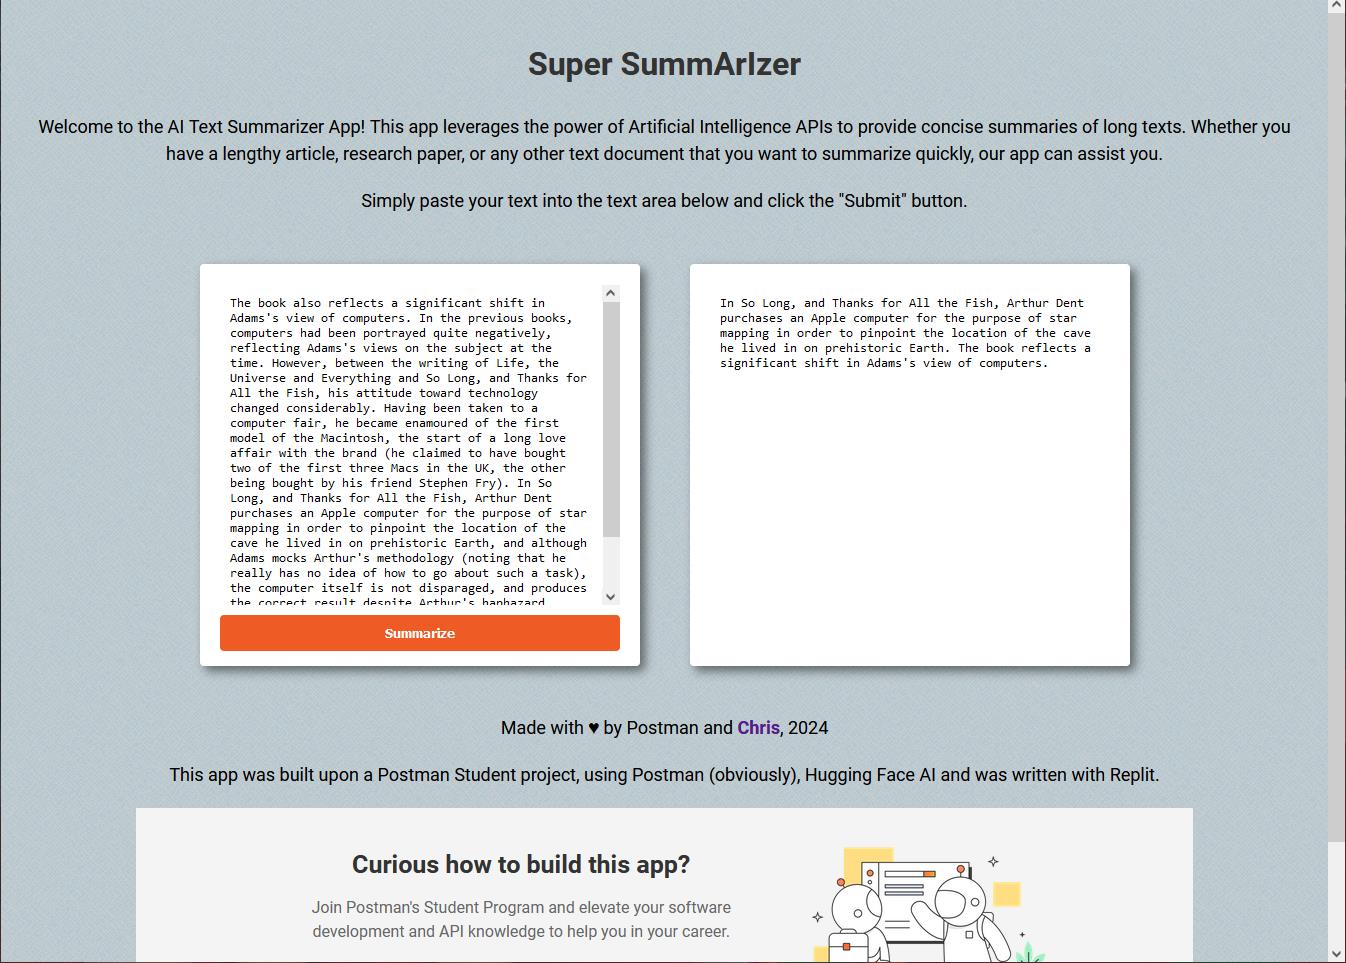 Super SummArIzer
Welcome to the AI Text Summarizer App! This app leverages the power of Artificial Intelligence APIs to provide concise summaries of long texts. Whether you
have a lengthy article, research paper, or any other text document that you want to summarize quickly, our app can assist you.
Simply paste your text into the text area below and click the "Submit" button.
The book also reflects a significant shift in
Adams's view of computers. In the previous books,
computers had been portrayed quite negatively,
reflecting Adams's views on the subject at the
time. However, between the writing of Life, the
Universe and Everything and So Long, and Thanks for
All the Fish, his attitude toward technology
changed considerably. Having been taken to a
computer fair, he became enamoured of the first
model of the Macintosh, the start of a long love
affair with the brand (he claimed to have bought
two of the first three Macs in the UK, the other
being bought by his friend Stephen Fry). In So
Long, and Thanks for All the Fish, Arthur Dent
purchases an Apple computer for the purpose of star
mapping in order to pinpoint the location of the
cave he lived in on prehistoric Earth, and although
Adams mocks Arthur's methodology (noting that he
really has no idea of how to go about such a task),
the computer itself is not disparaged, and produces
the correct result despite Arthur's haphazard
Summarize
In So Long, and Thanks for All the Fish, Arthur Dent
purchases an Apple computer for the purpose of star
mapping in order to pinpoint the location of the cave
he lived in on prehistoric Earth. The book reflects a
significant shift in Adams's view of computers.
Made with ♥ by Postman and Chris, 2024
This app was built upon a Postman Student project, using Postman (obviously), Hugging Face AI and was written with Replit.
Curious how to build this app?
Join Postman's Student Program and elevate your software
development and API knowledge to help you in your career.